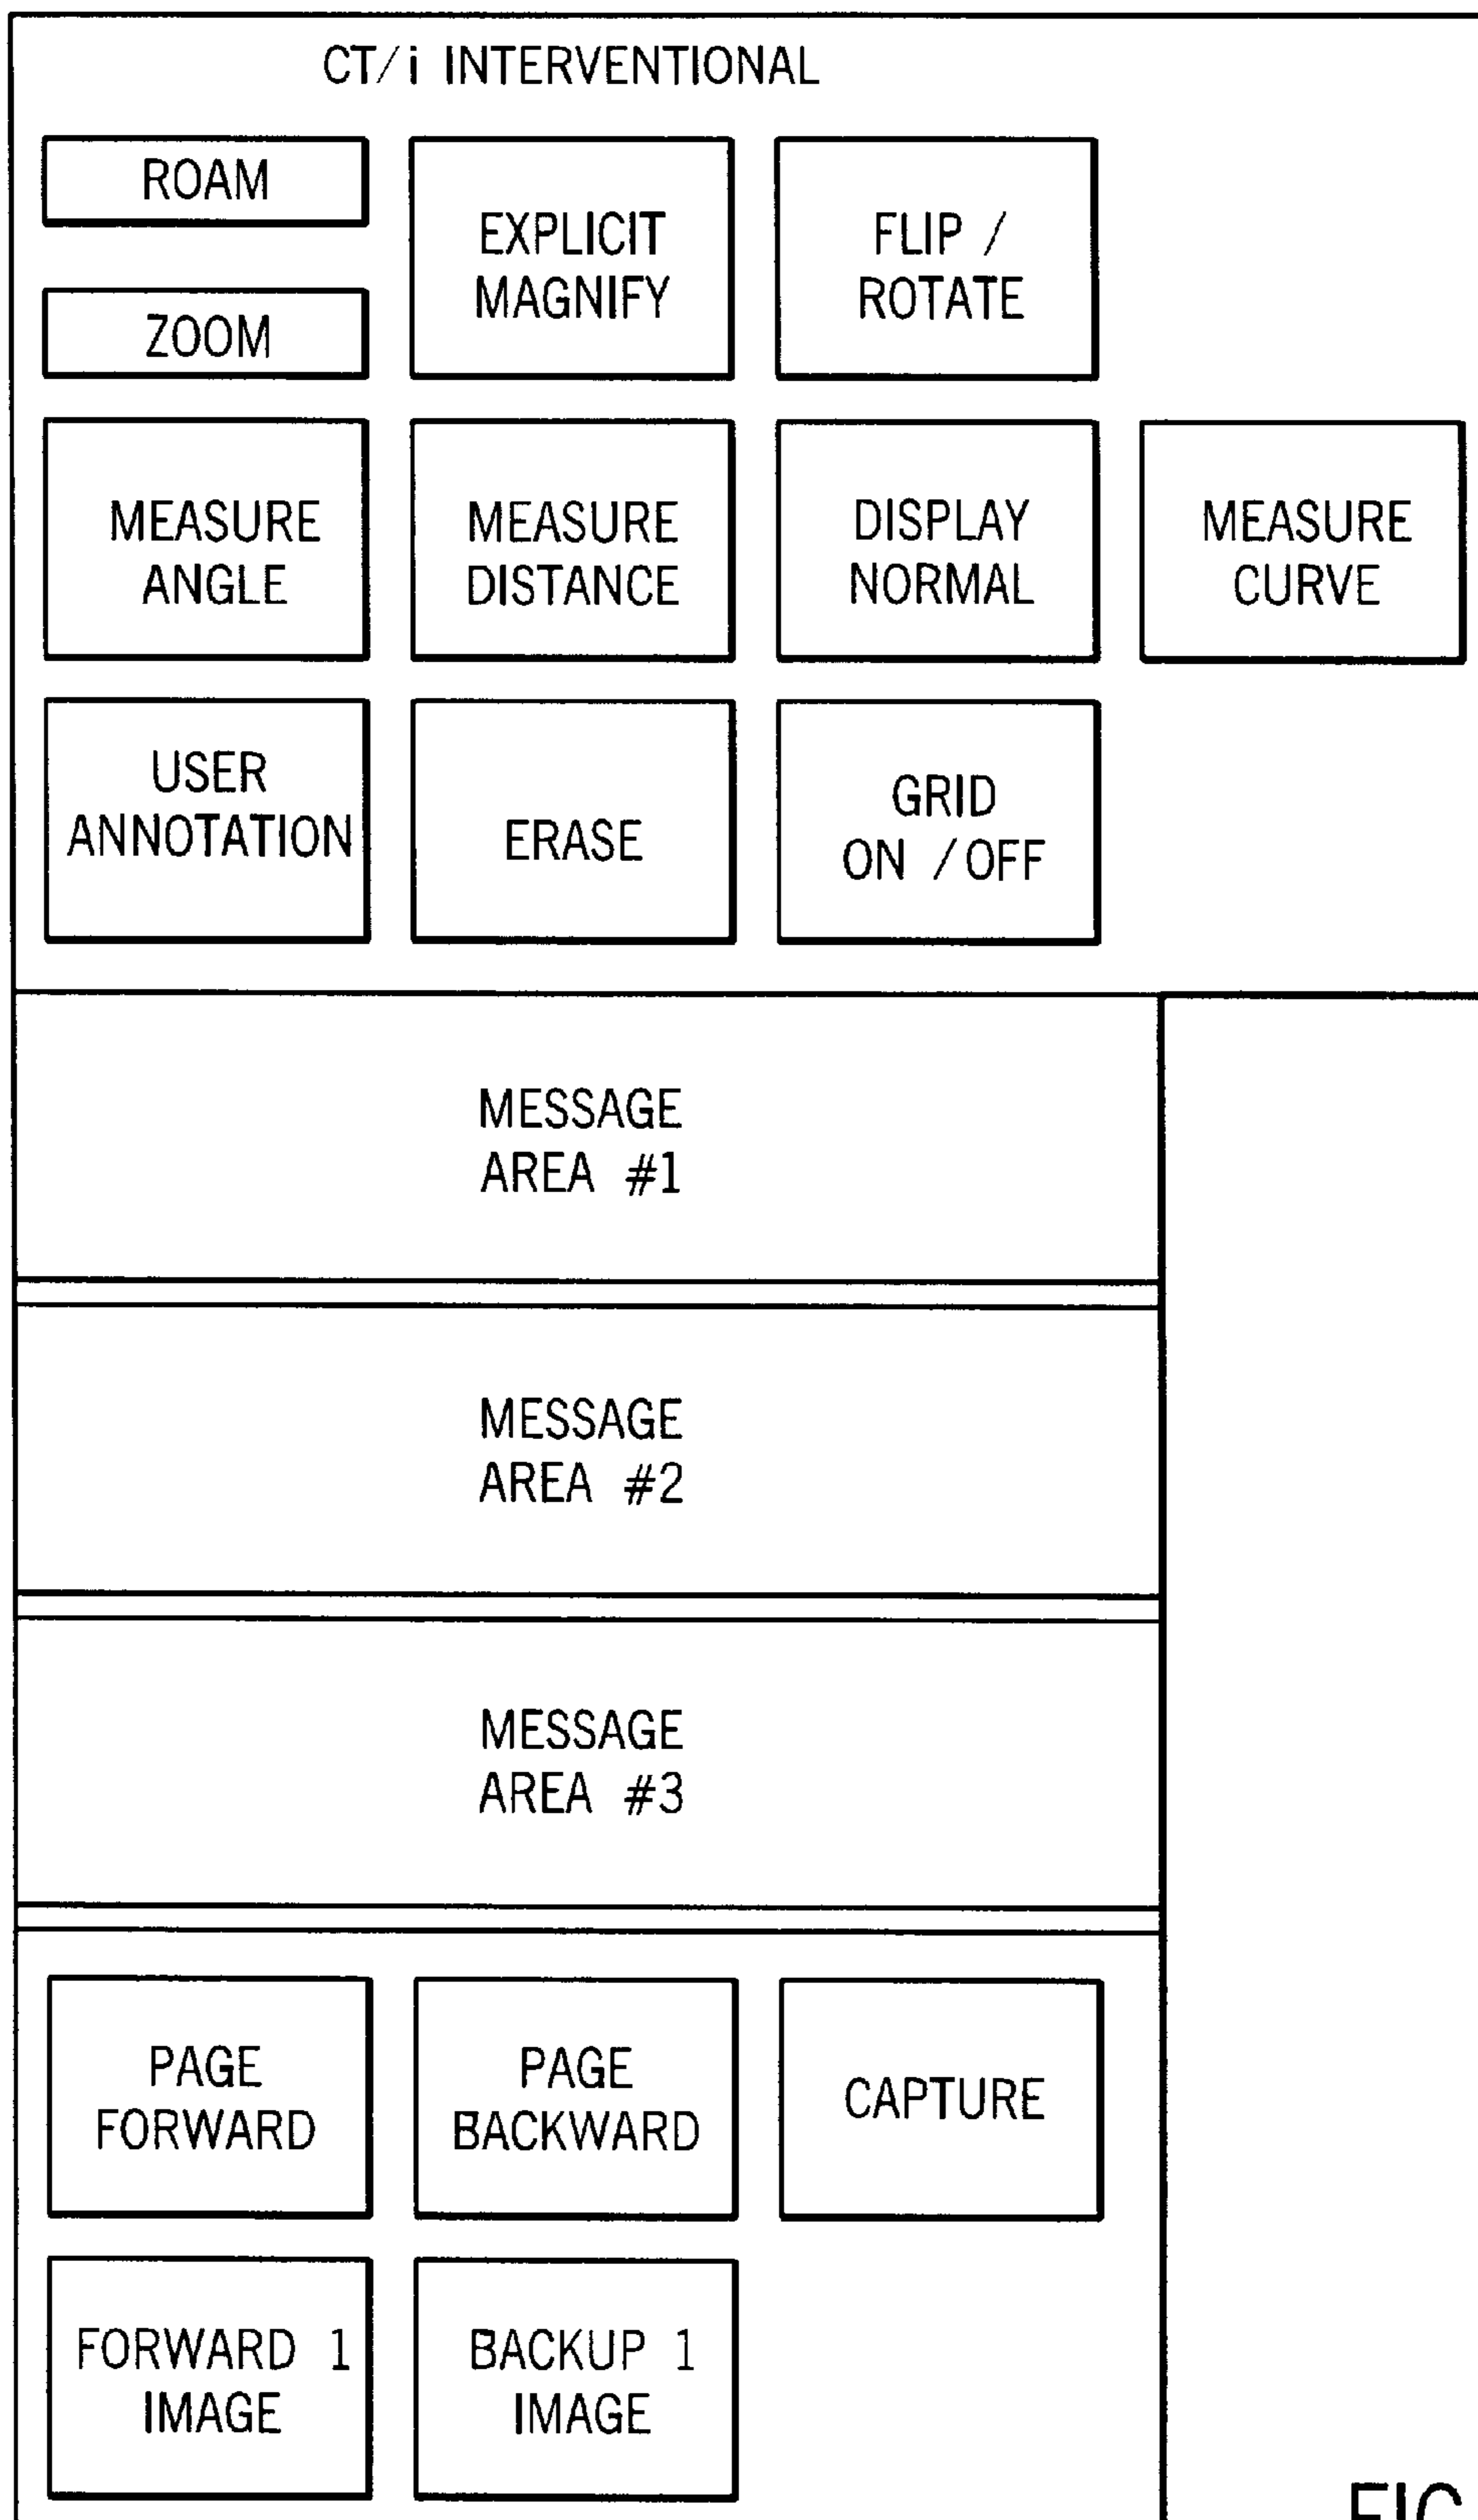 CT/i INTERVENTIONAL
ROAM
ZOOM
EXPLICIT
MAGNIFY
FLIP /
ROTATE
MEASURE
ANGLE
MEASURE
DISTANCE
DISPLAY
NORMAL
MEASURE
CURVE
USER
ANNOTATION
ERASE
GRID
ON /OFF
MESSAGE
AREA #1
MESSAGE
AREA #2
MESSAGE
AREA #3
PAGE
FORWARD
PAGE
BACKWARD
CAPTURE
FORWARD 1
IMAGE
BACKUP 1
IMAGE